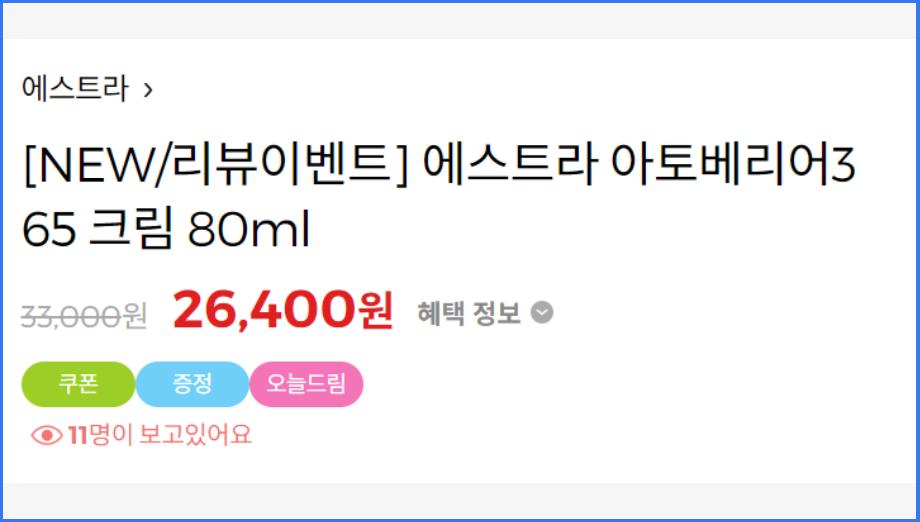 에스트라 ›
[NEW/리뷰이벤트] 에스트라 아토베리어3
65 크림 80ml
33,000원 26,400원 혜택 정보
쿠폰 증정 오늘드림
11명이 보고있어요